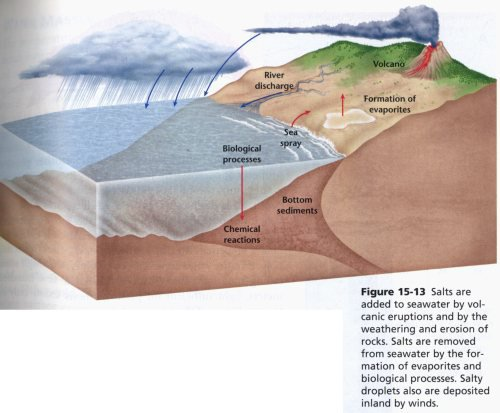 Volcano
River
discharge
Formation of
evaporites
Sea
spray
Biological
processes
Bottom
sediments
Chemical
reactions
Figure 15-13 Salts are
added to seawater by vol-
canic eruptions and by the
weathering and erosion of
rocks. Salts are removed
from seawater by the for-
mation of evaporites and
biological processes. Salty
droplets also are deposited
inland by winds.